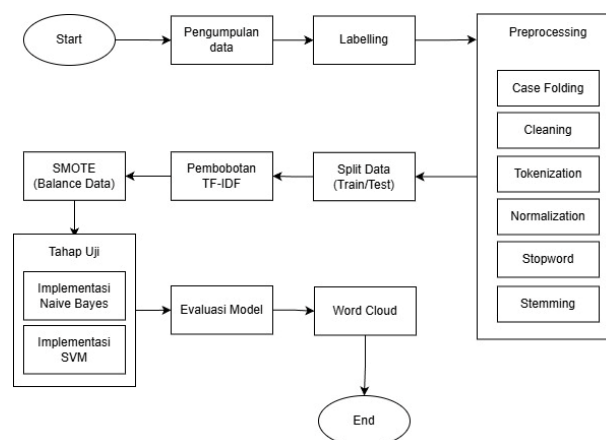 Start
Pengumpulan
data
Labelling
Preprocessing
Case Folding
Cleaning
Tokenization
Normalization
Stopword
Stemming
Split Data
(Train/Test)
Pembobotan
TF-IDF
SMOTE
(Balance Data)
Tahap Uji
Implementasi
Naive Bayes
Implementasi
SVM
Evaluasi Model
Word Cloud
End